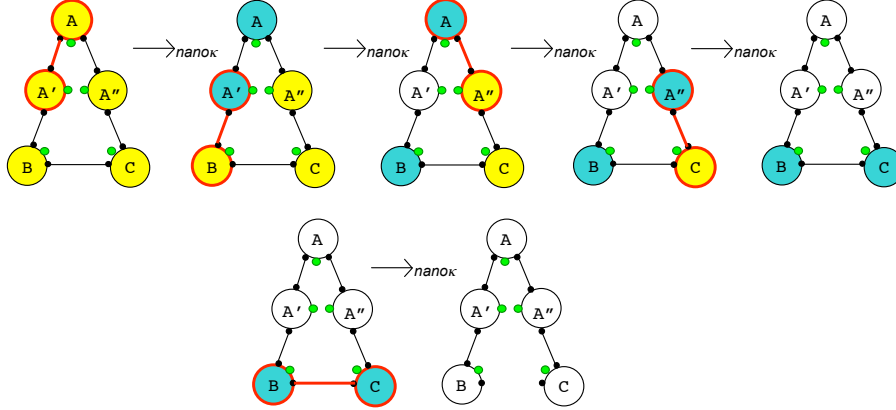 A A A A A
→nanoκ →nanoκ →nanoκ →nanoκ
A′ A″ A′ A″ A′ A″ A′ A″ A′ A″
B C B C B C B C B C
A A
→nanoκ
A′ A″ A′ A″
B C B C